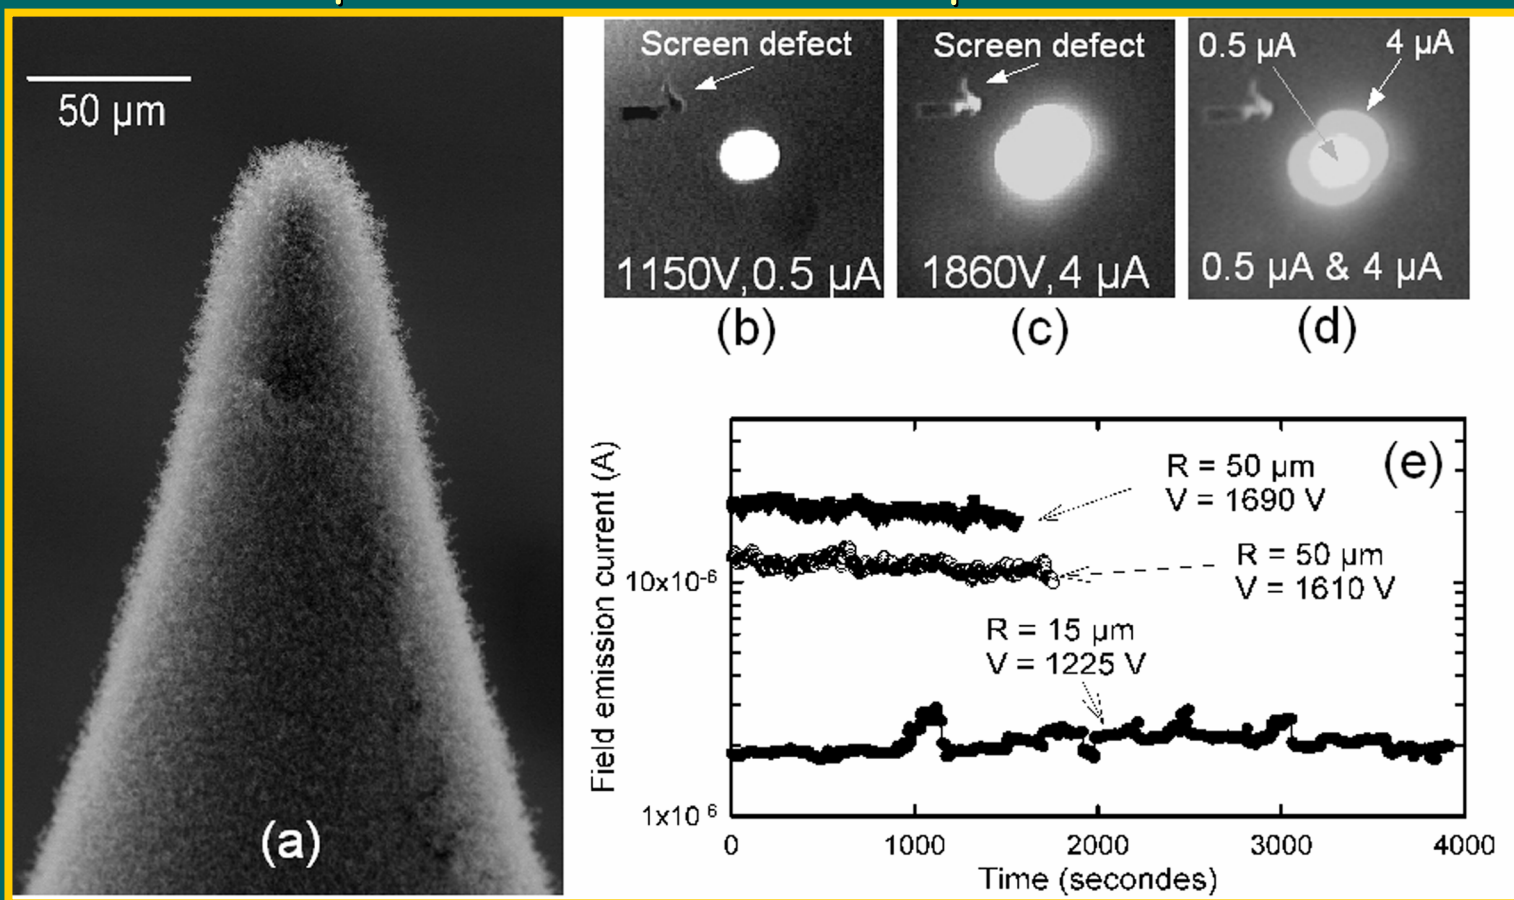 50 µm
(a)
Screen defect
1150V, 0.5 µA
(b)
Screen defect
1860V, 4 µA
(c)
0.5 µA
4 µA
0.5 µA & 4 µA
(d)
(e)
R = 50 µm
V = 1690 V
R = 50 µm
V = 1610 V
R = 15 µm
V = 1225 V
Field emission current (A)
10x10-6
1x10 6
0 1000 2000 3000 4000
Time (secondes)